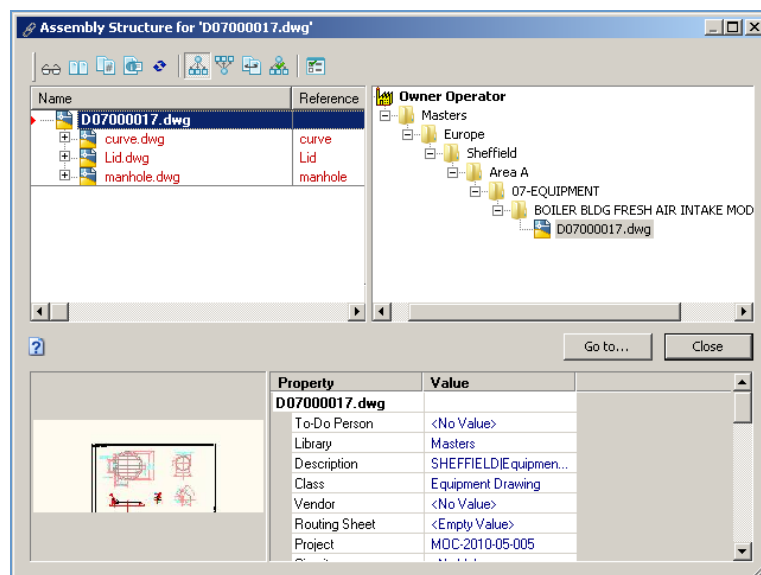 Assembly Structure for 'D07000017.dwg'
Name Reference
D07000017.dwg
curve.dwg curve
Lid.dwg Lid
manhole.dwg manhole
Owner Operator
Masters
Europe
Sheffield
Area A
07-EQUIPMENT
BOILER BLDG FRESH AIR INTAKE MOD
D07000017.dwg
Go to... Close
Property Value
D07000017.dwg
To-Do Person <No Value>
Library Masters
Description SHEFFIELD|Equipmen...
Class Equipment Drawing
Vendor <No Value>
Routing Sheet <Empty Value>
Project MOC-2010-05-005